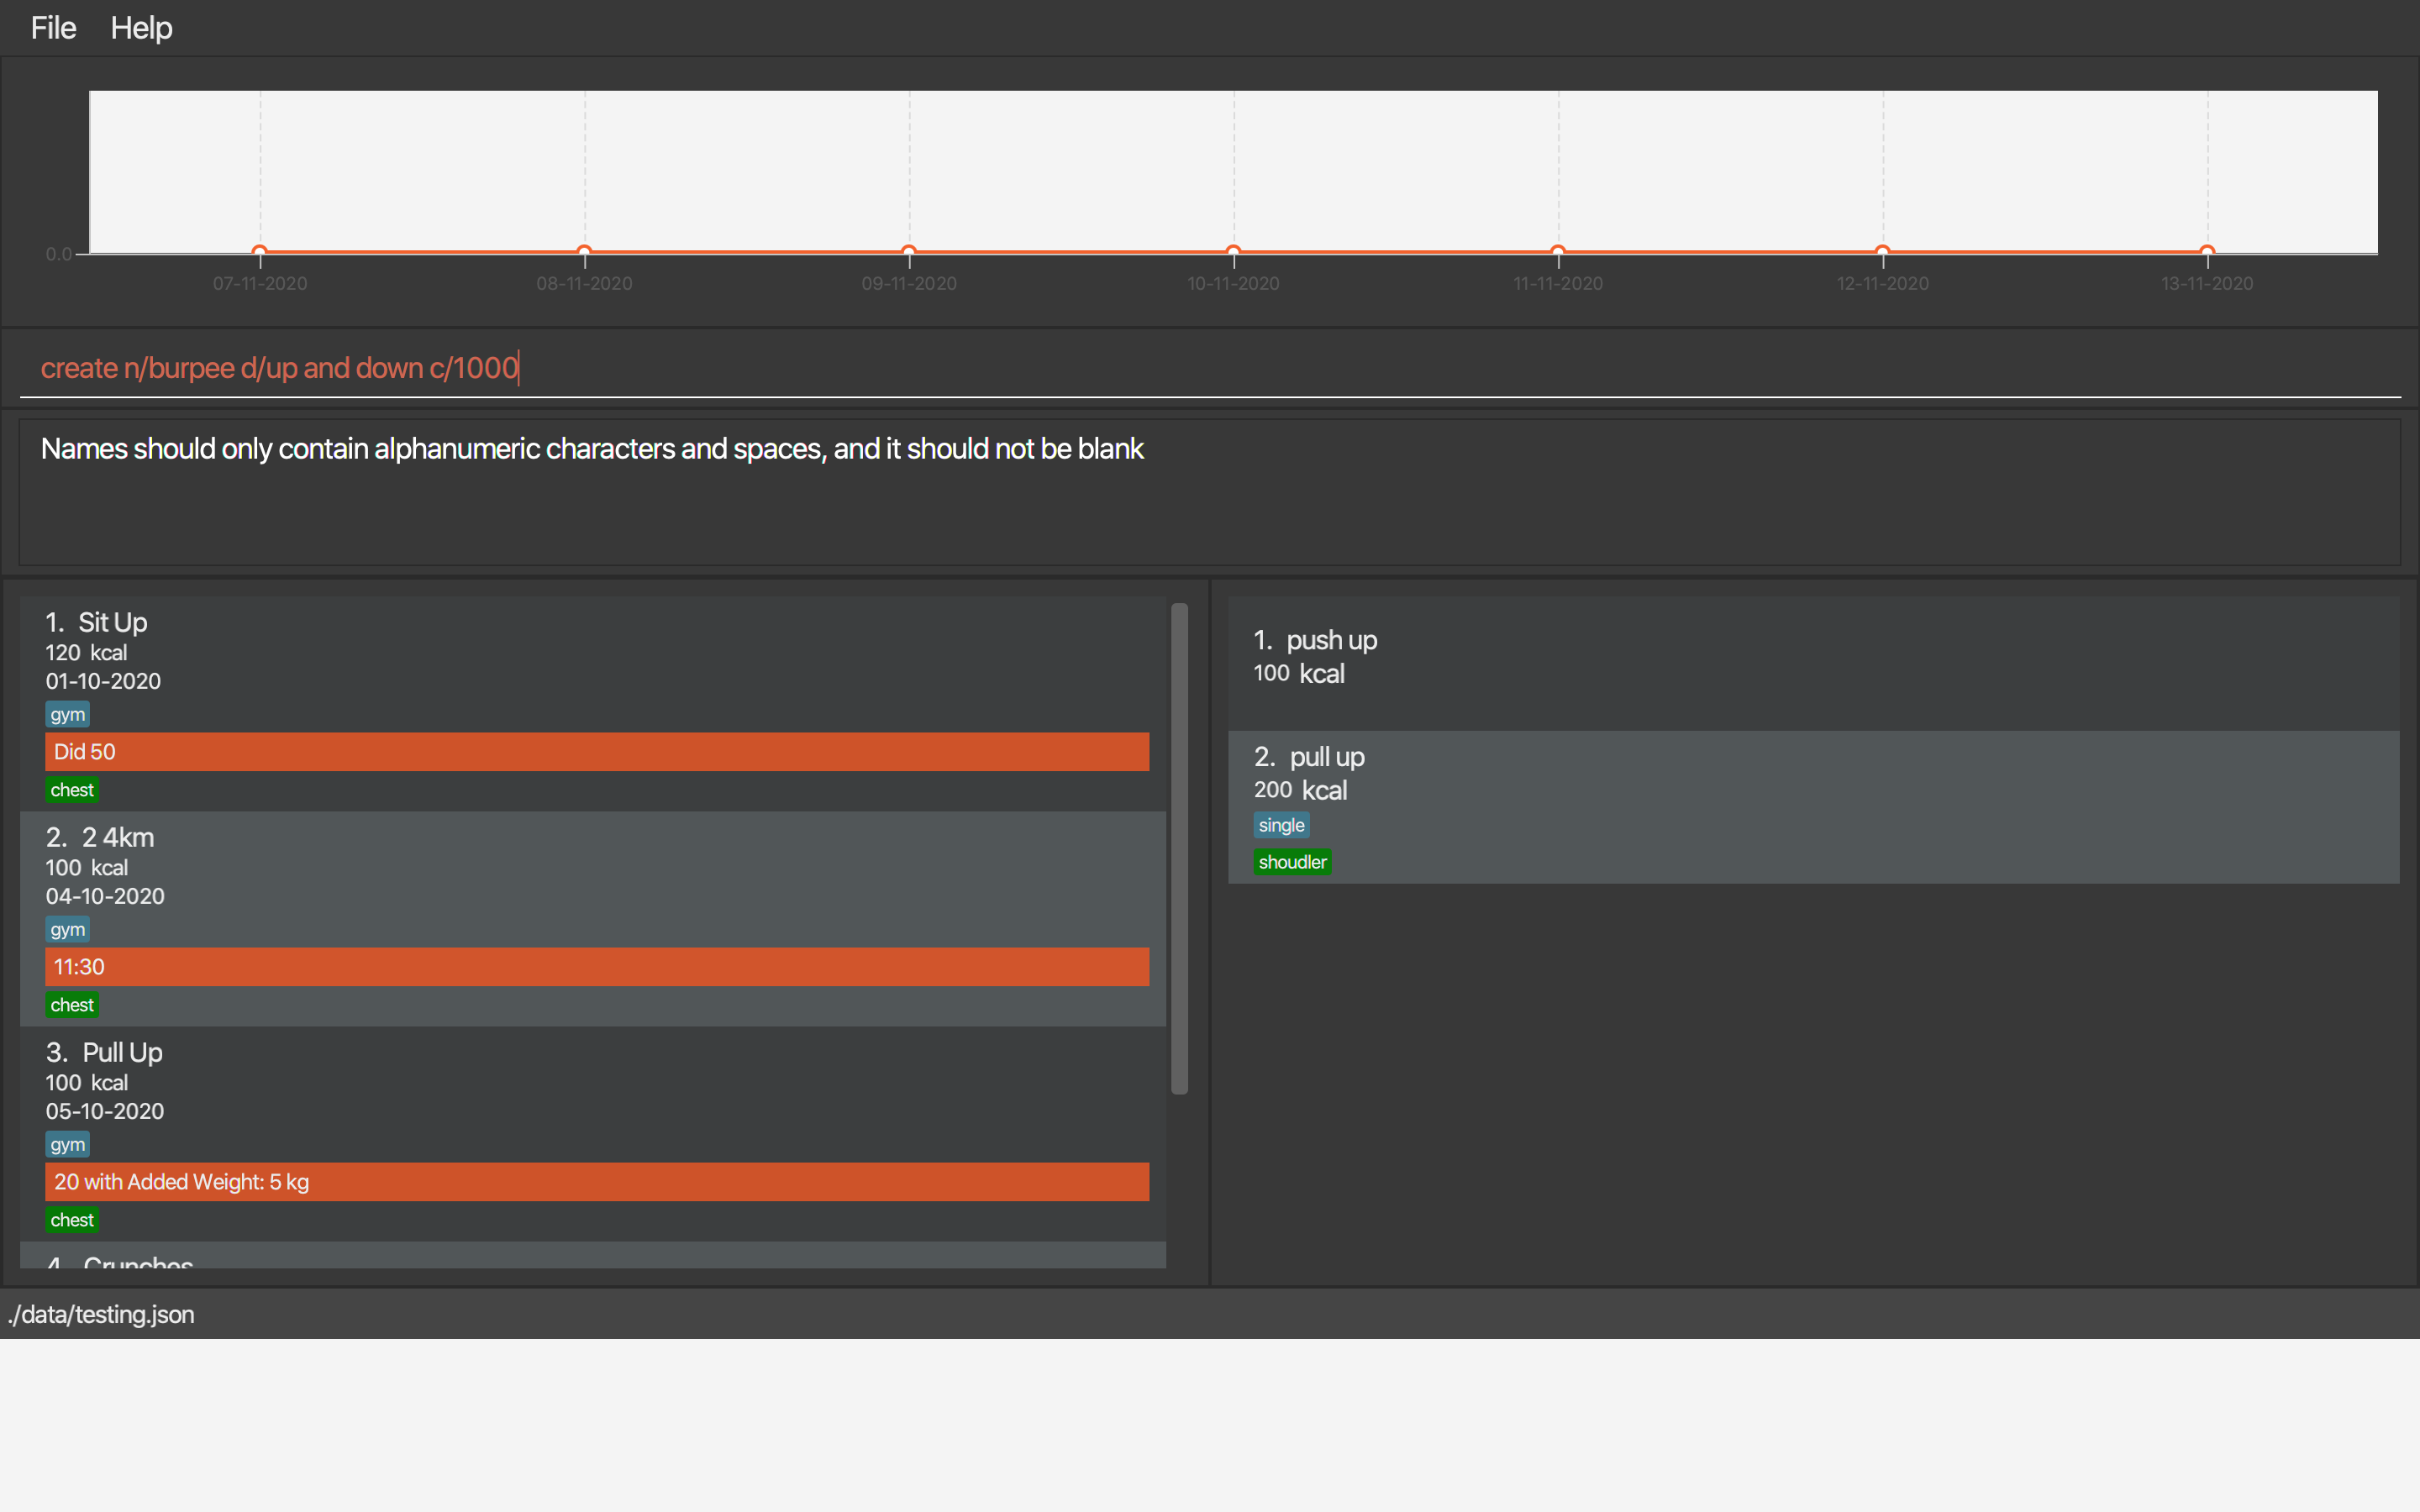 File Help
0.0
07-11-2020 08-11-2020 09-11-2020 10-11-2020 11-11-2020 12-11-2020 13-11-2020
create n/burpee d/up and down c/1000
Names should only contain alphanumeric characters and spaces, and it should not be blank
1. Sit Up
120 kcal
01-10-2020
gym
Did 50
chest
2. 2 4km
100 kcal
04-10-2020
gym
11:30
chest
3. Pull Up
100 kcal
05-10-2020
gym
20 with Added Weight: 5 kg
chest
4. Crunches
1. push up
100 kcal
2. pull up
200 kcal
single
shoudler
./data/testing.json